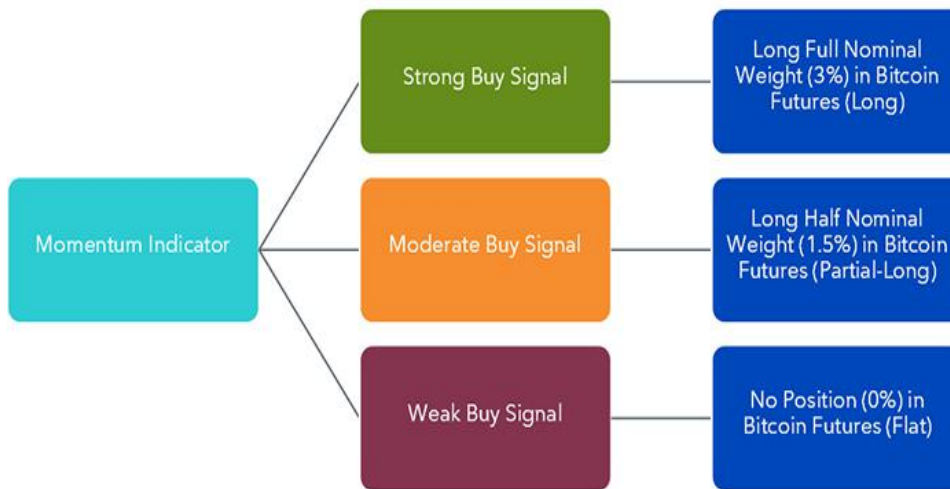 Strong Buy Signal
Long Full Nominal
Weight (3%) in Bitcoin
Futures (Long)
Momentum Indicator
Moderate Buy Signal
Long Half Nominal
Weight (1.5%) in Bitcoin
Futures (Partial-Long)
Weak Buy Signal
No Position (0%) in
Bitcoin Futures (Flat)